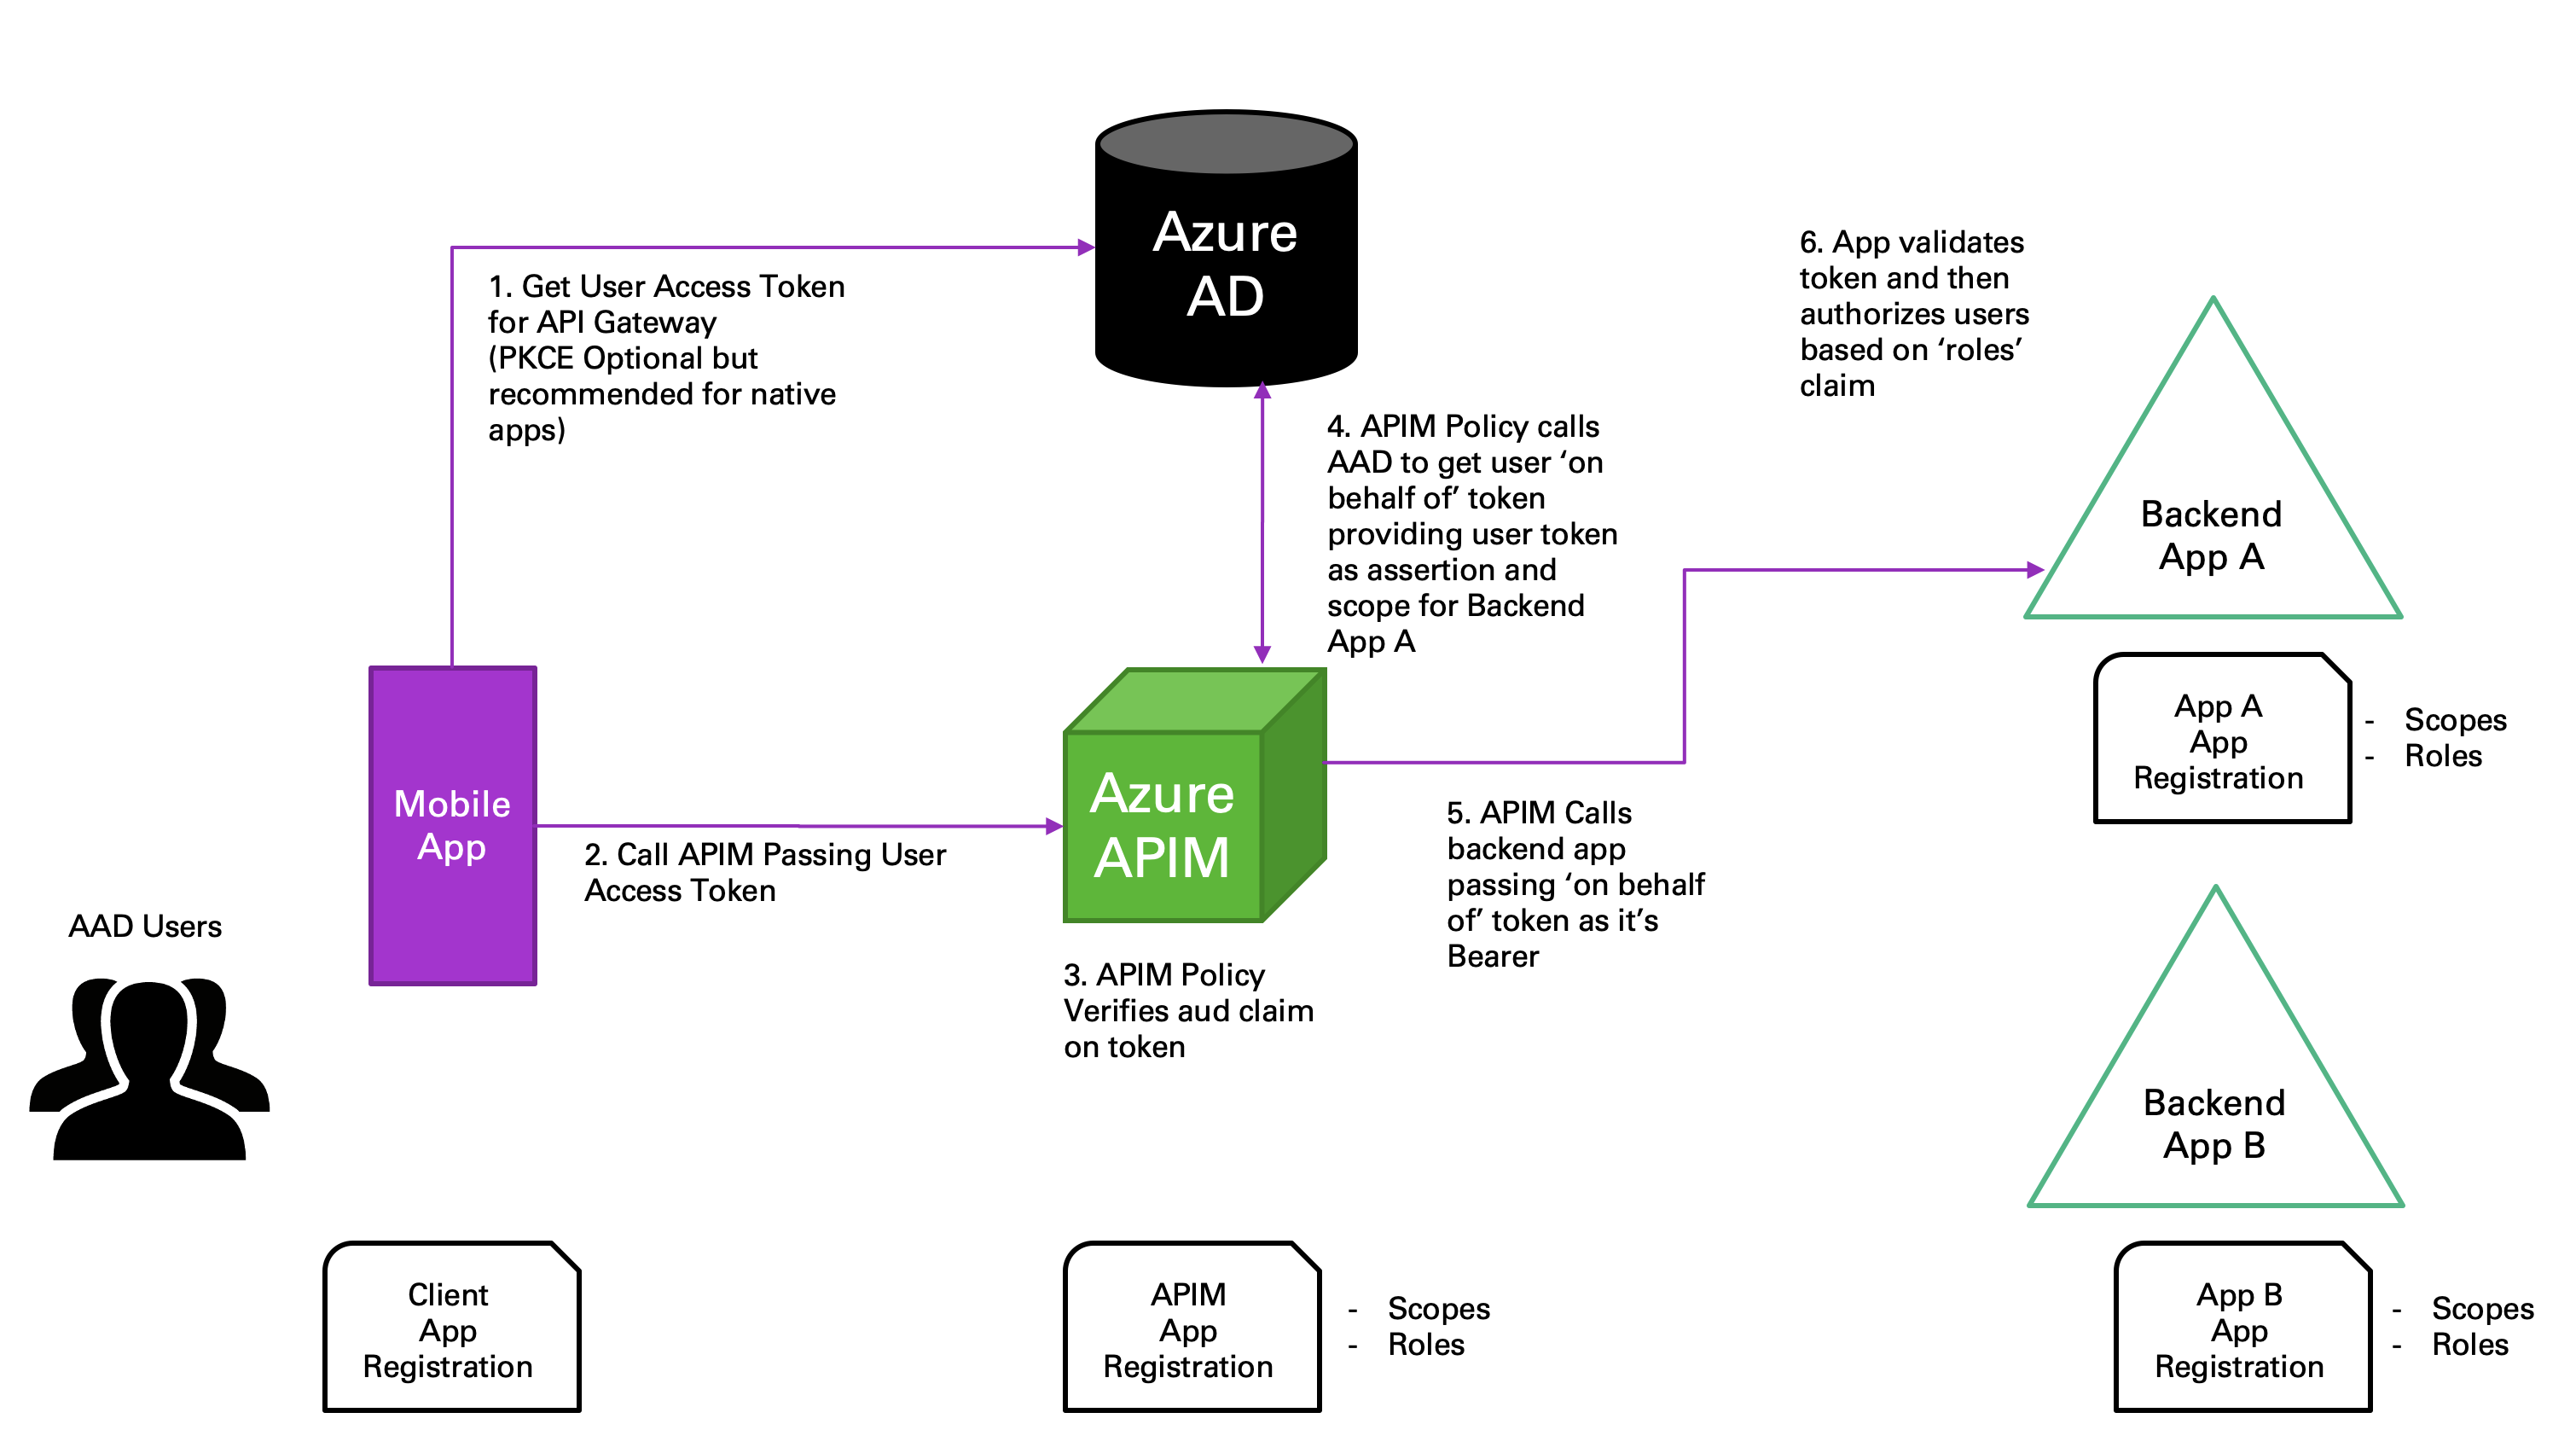 Azure
AD
1. Get User Access Token
for API Gateway
(PKCE Optional but
recommended for native
apps)
6. App validates
token and then
authorizes users
based on ‘roles’
claim
4. APIM Policy calls
AAD to get user ‘on
behalf of’ token
providing user token
as assertion and
scope for Backend
App A
Backend
App A
App A
App
Registration
- Scopes
- Roles
Mobile
App
2. Call APIM Passing User
Access Token
Azure
APIM
5. APIM Calls
backend app
passing ‘on behalf
of’ token as it’s
Bearer
AAD Users
3. APIM Policy
Verifies aud claim
on token
Backend
App B
Client
App
Registration
APIM
App
Registration
- Scopes
- Roles
App B
App
Registration
- Scopes
- Roles